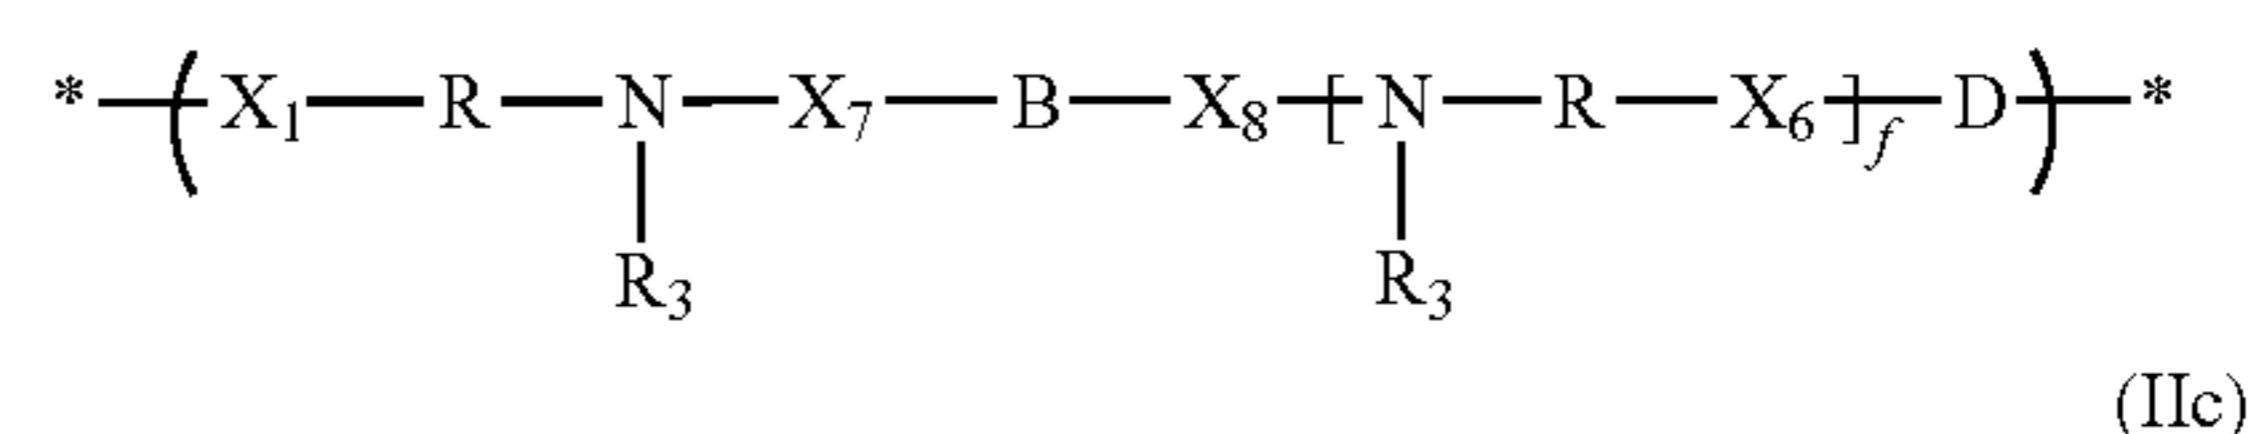 *—(X₁—R—N—X₇—B—X₈—[N—R—X₆]f—D)—*
R₃ R₃
(IIc)